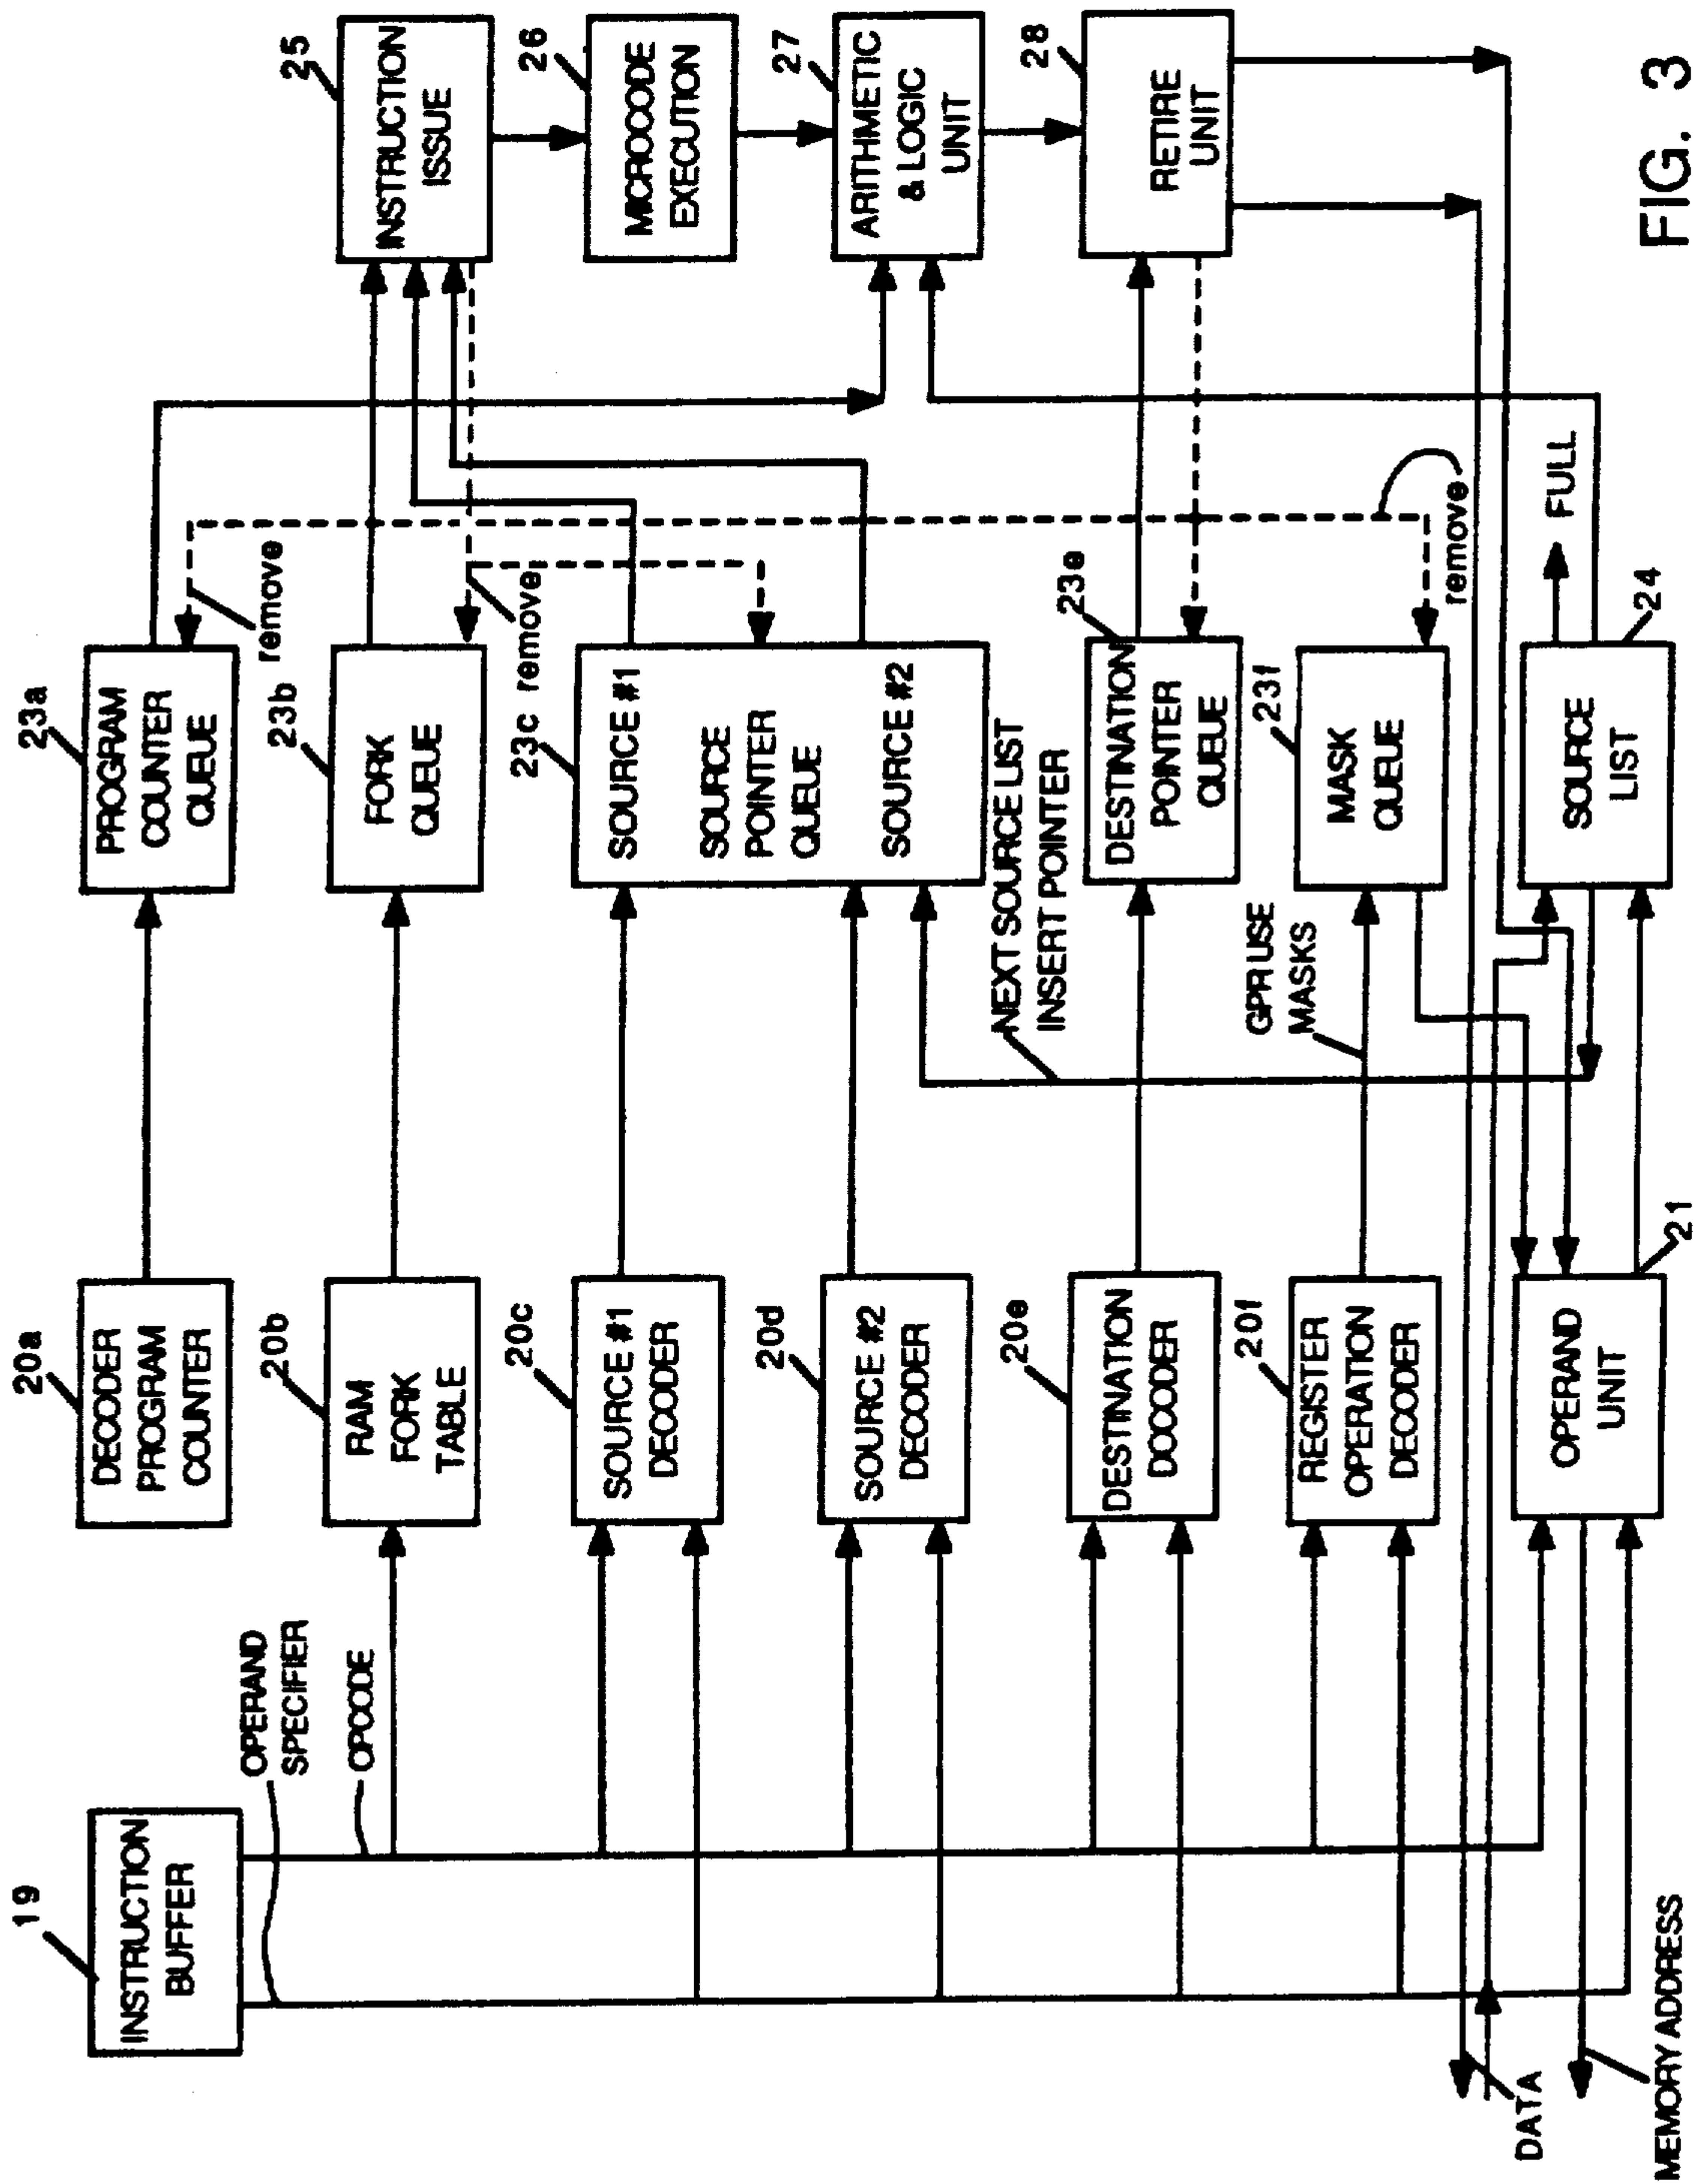 19
INSTRUCTION
BUFFER
OPERAND
SPECIFIER
OPCODE
20a
DECODER
PROGRAM
COUNTER
20b
RAM
FORK
TABLE
20c
SOURCE #1
DECODER
20d
SOURCE #2
DECODER
20e
DESTINATION
DOCODER
20f
REGISTER
OPERATION
DECODER
OPERAND
UNIT
21
DATA
MEMORY ADDRESS
23a
PROGRAM
COUNTER
QUEUE
remove
23b
FORK
QUEUE
remove
23c
remove
SOURCE #1
SOURCE
POINTER
QUEUE
SOURCE #2
NEXT SOURCE LIST
INSERT POINTER
23e
DESTINATION
POINTER
QUEUE
GPR USE
MASKS
23f
MASK
QUEUE
remove
SOURCE
LIST
24
FULL
25
INSTRUCTION
ISSUE
26
MICROCODE
EXECUTION
27
ARITHMETIC
& LOGIC
UNIT
28
RETIRE
UNIT
FIG. 3